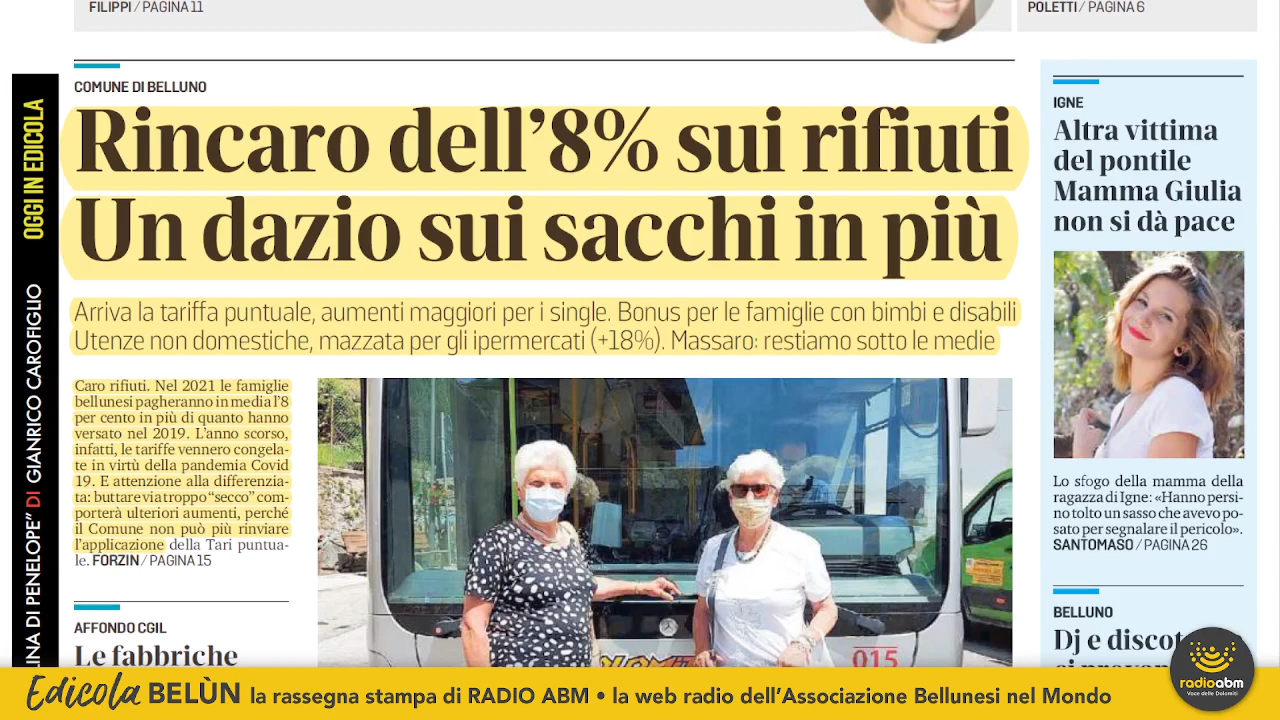 FILIPPI / PAGINA 11
POLETTI / PAGINA 6
OGGI IN EDICOLA
LINA DI PENELOPE" DI GIANRICO CAROFIGLIO
COMUNE DI BELLUNO
Rincaro dell'8% sui rifiuti
Un dazio sui sacchi in più
Arriva la tariffa puntuale, aumenti maggiori per i single. Bonus per le famiglie con bimbi e disabili
Utenze non domestiche, mazzata per gli ipermercati (+18%). Massaro: restiamo sotto le medie
Caro rifiuti. Nel 2021 le famiglie
bellunesi pagheranno in media l'8
per cento in più di quanto hanno
versato nel 2019. L'anno scorso,
infatti, le tariffe vennero congela-
te in virtù della pandemia Covid
19. E attenzione alla differenzia-
ta: buttare via troppo "secco" com-
porterà ulteriori aumenti, perché
il Comune non può più rinviare
l'applicazione della Tari puntua-
le. FORZIN / PAGINA 15
015
AFFONDO CGIL
Le fabbriche
IGNE
Altra vittima
del pontile
Mamma Giulia
non si dà pace
Lo sfogo della mamma della
ragazza di Igne: «Hanno persi-
no tolto un sasso che avevo po-
sato per segnalare il pericolo».
SANTOMASO / PAGINA 26
BELLUNO
Dj e discot
Edicola BELÙN la rassegna stampa di RADIO ABM • la web radio dell'Associazione Bellunesi nel Mondo
radioabm
Voce delle Dolomiti